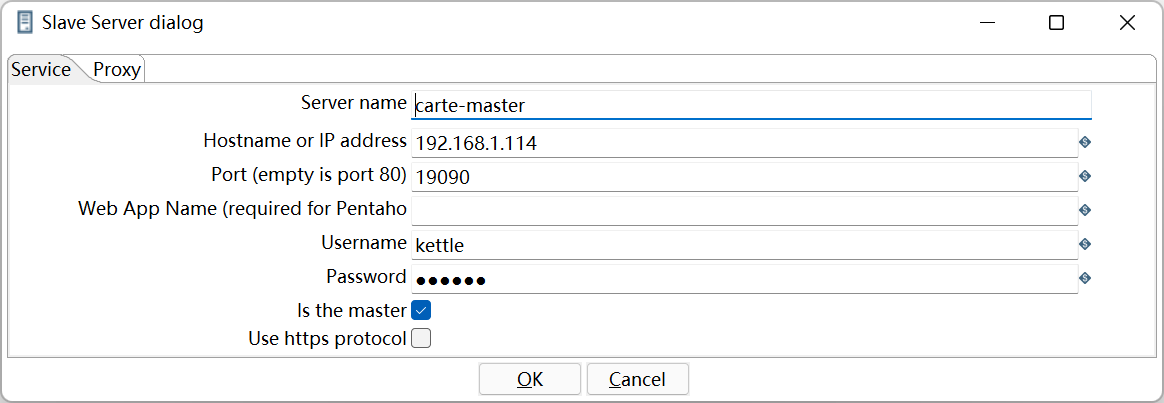 Slave Server dialog
Service Proxy
Server name carte-master
Hostname or IP address 192.168.1.114
Port (empty is port 80) 19090
Web App Name (required for Pentaho
Username kettle
Password ●●●●●●
Is the master
Use https protocol
OK Cancel